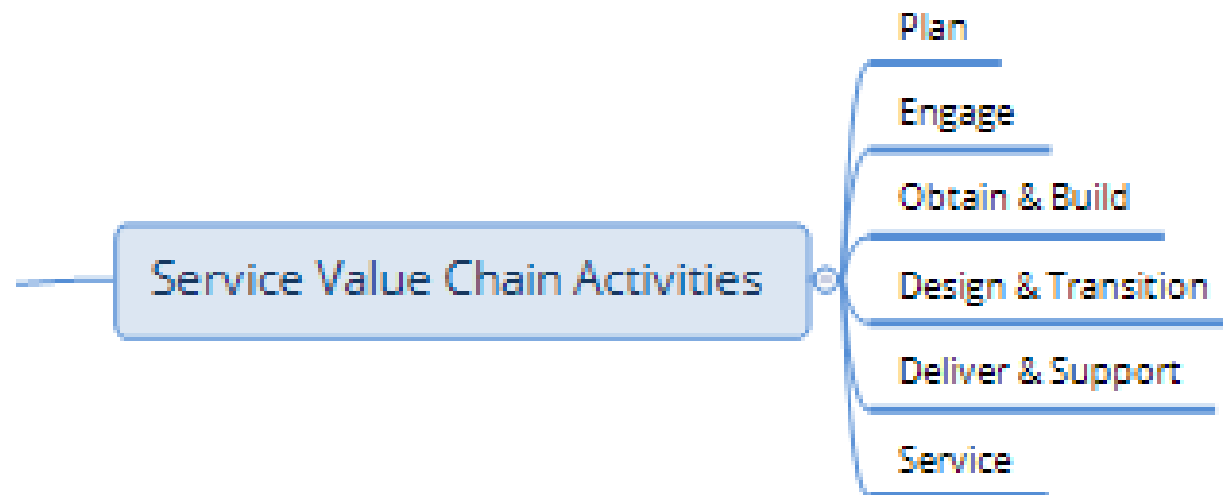 Plan
Engage
Obtain & Build
Service Value Chain Activities
Design & Transition
Deliver & Support
Service